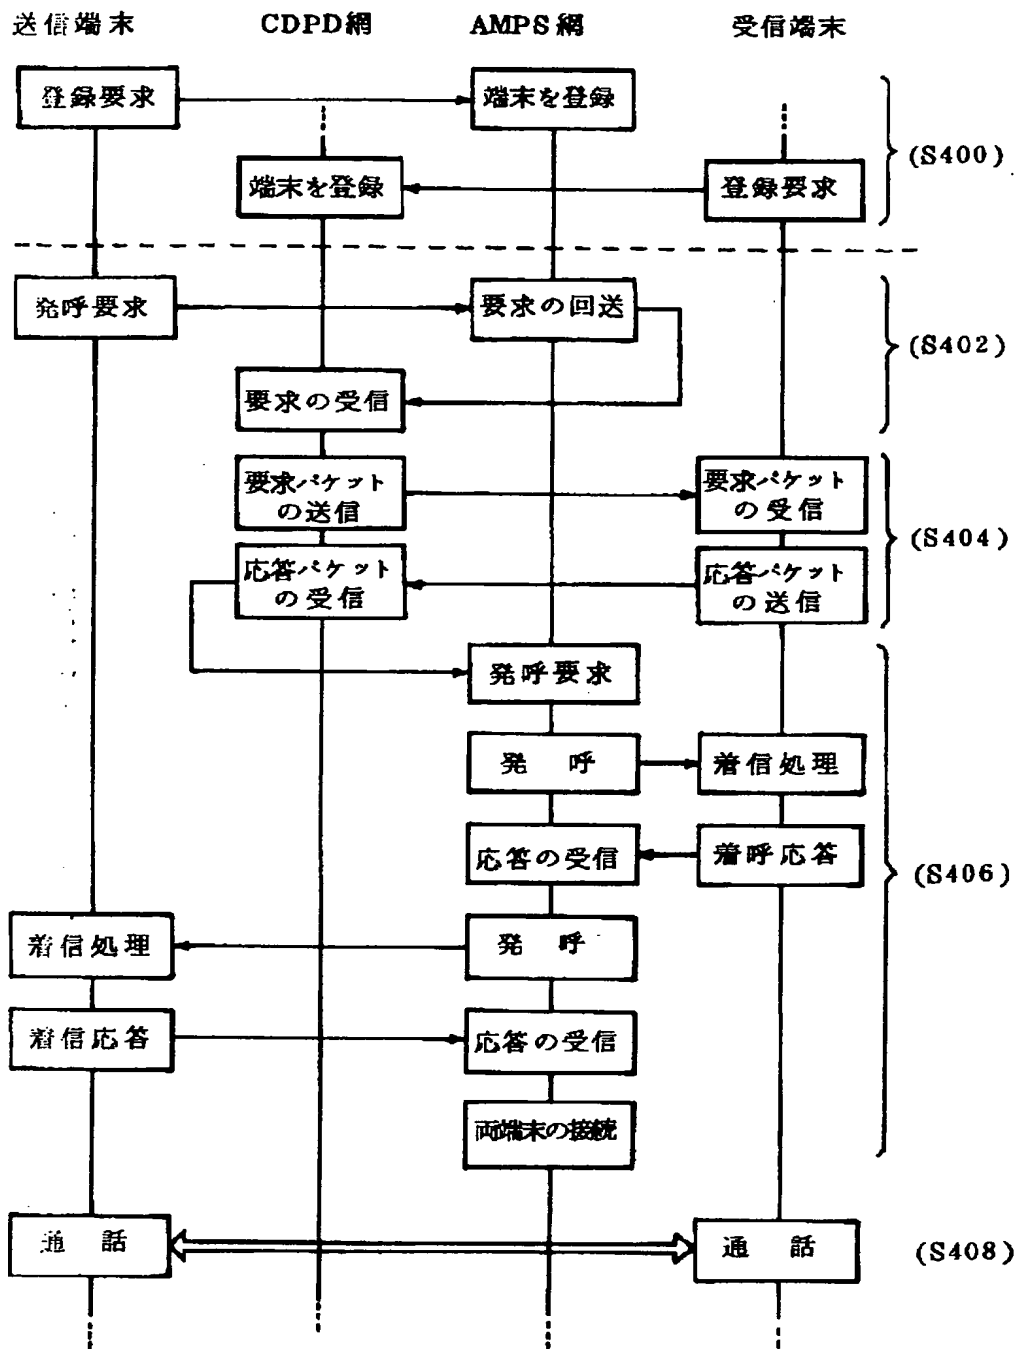 送信端末 CDPD網 AMPS網 受信端末
登録要求 端末を登録
(S400)
端末を登録 登録要求
発呼要求 要求の回送
(S402)
要求の受信
要求パケット 要求パケット
の送信 の受信
(S404)
応答パケット 応答パケット
の受信 の送信
発呼要求
発 呼 着信処理
応答の受信 着呼応答
(S406)
着信処理 発 呼
着信応答 応答の受信
両端末の接続
通 話 通 話 (S408)